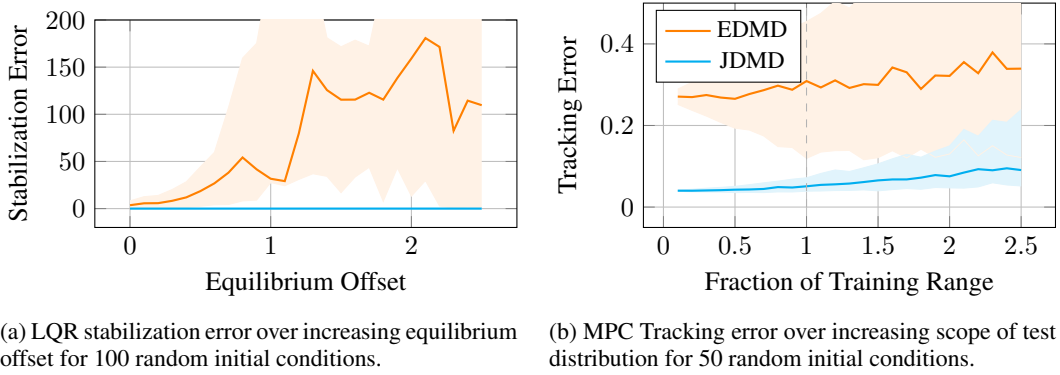 200
150
100
50
0
Stabilization Error
0
1
2
Equilibrium Offset
(a) LQR stabilization error over increasing equilibrium
offset for 100 random initial conditions.
EDMD
JDMD
0.4
0.2
0
Tracking Error
0
0.5
1
1.5
2
2.5
Fraction of Training Range
(b) MPC Tracking error over increasing scope of test
distribution for 50 random initial conditions.